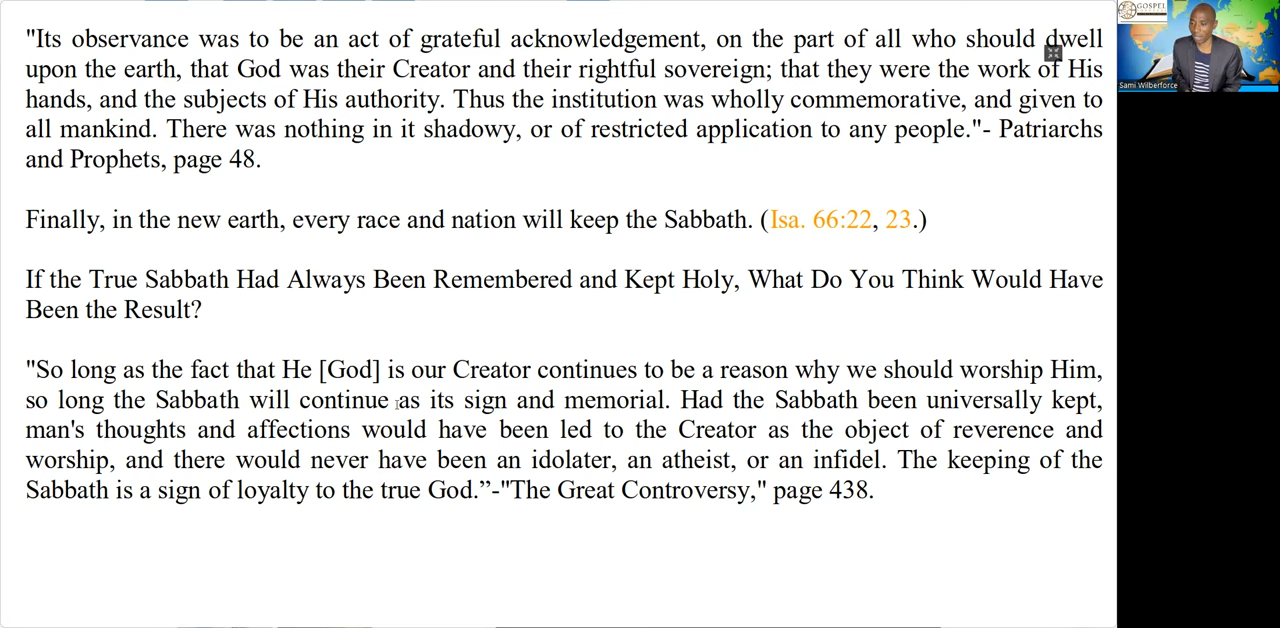 "Its observance was to be an act of grateful acknowledgement, on the part of all who should dwell
upon the earth, that God was their Creator and their rightful sovereign; that they were the work of His
hands, and the subjects of His authority. Thus the institution was wholly commemorative, and given to
all mankind. There was nothing in it shadowy, or of restricted application to any people."- Patriarchs
and Prophets, page 48.
Finally, in the new earth, every race and nation will keep the Sabbath. (Isa. 66:22, 23.)
If the True Sabbath Had Always Been Remembered and Kept Holy, What Do You Think Would Have
Been the Result?
"So long as the fact that He [God] is our Creator continues to be a reason why we should worship Him,
so long the Sabbath will continue as its sign and memorial. Had the Sabbath been universally kept,
man's thoughts and affections would have been led to the Creator as the object of reverence and
worship, and there would never have been an idolater, an atheist, or an infidel. The keeping of the
Sabbath is a sign of loyalty to the true God.”-"The Great Controversy," page 438.
GOSPEL
Sami Wilberforce